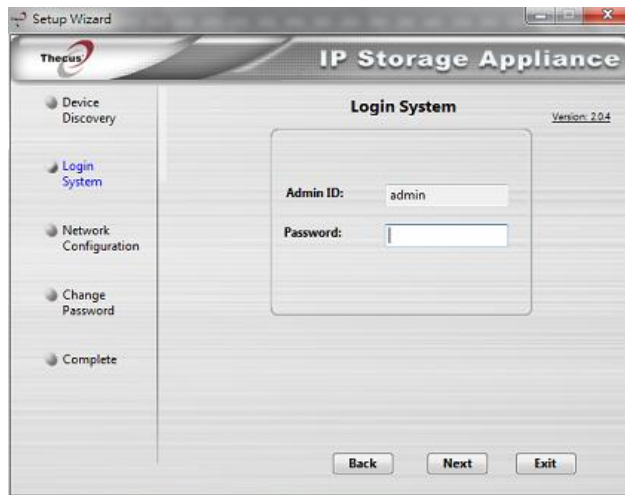 Setup Wizard
Thecus
IP Storage Appliance
Device
Discovery
Login
System
Network
Configuration
Change
Password
Complete
Login System
Version: 2.0.4
Admin ID:
admin
Password:
Back
Next
Exit